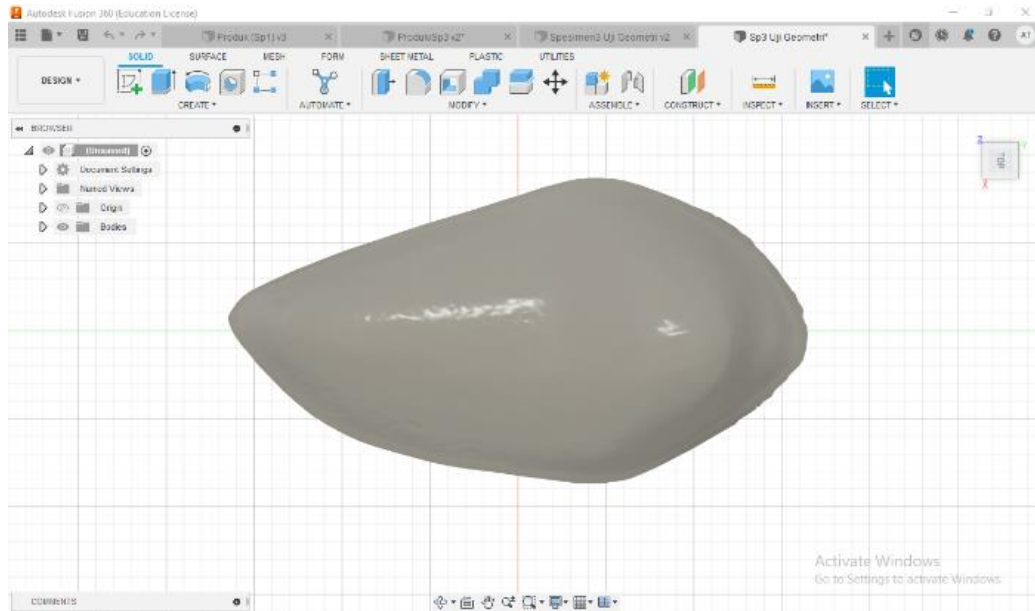 Autodesk Fusion 360 (Education License)
Produk (Sp1) v3
ProdukSp3 v2*
Spesimen3 Uji Geometri v2
Sp3 Uji Geometri*
AT
SOLID SURFACE MESH FORM SHEET METAL PLASTIC UTILITIES
DESIGN
CREATE AUTOMATE MODIFY ASSEMBLE CONSTRUCT INSPECT INSERT SELECT
BROWSER
(Unsaved)
Document Settings
Named Views
Origin
Bodies
Z
Y
TOP
X
Activate Windows
Go to Settings to activate Windows.
COMMENTS